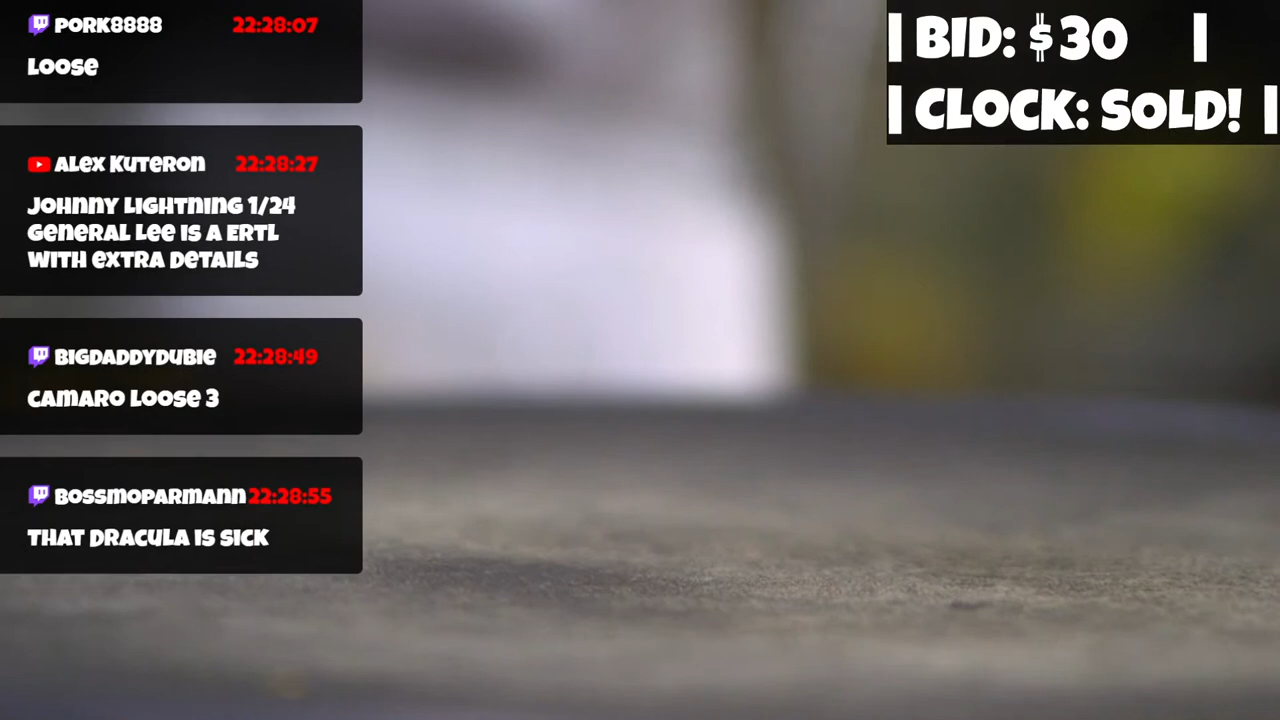 PORK8888 22:28:07
Loose
Alex Kuteron 22:28:27
Johnny Lightning 1/24
General Lee is a ERTL
with extra details
BIGDADDYDUBIE 22:28:49
Camaro loose 3
bossmoparmann 22:28:55
That Dracula is sick
| BID: $30 |
| CLOCK: SOLD! |